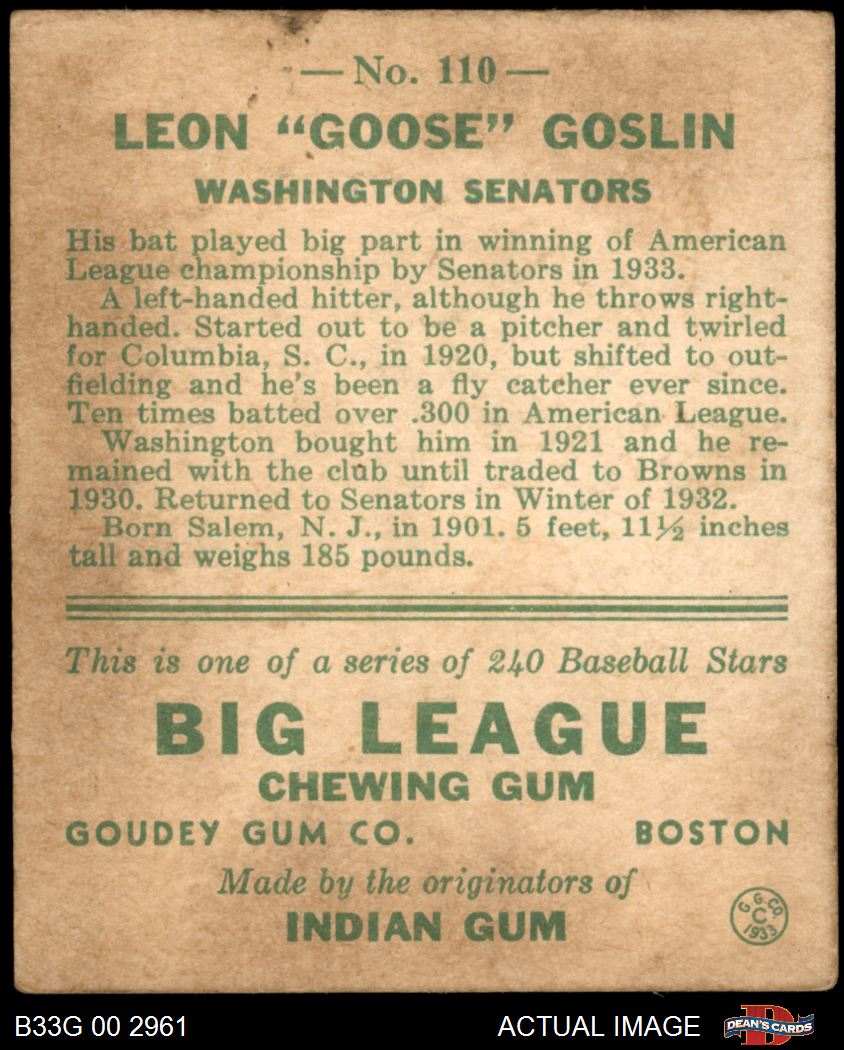 — No. 110 —
LEON "GOOSE" GOSLIN
WASHINGTON SENATORS
His bat played big part in winning of American
League championship by Senators in 1933.
A left-handed hitter, although he throws right-
handed. Started out to be a pitcher and twirled
for Columbia, S. C., in 1920, but shifted to out-
fielding and he's been a fly catcher ever since.
Ten times batted over .300 in American League.
Washington bought him in 1921 and he re-
mained with the club until traded to Browns in
1930. Returned to Senators in Winter of 1932.
Born Salem, N. J., in 1901. 5 feet, 11½ inches
tall and weighs 185 pounds.
This is one of a series of 240 Baseball Stars
BIG LEAGUE
CHEWING GUM
GOUDEY GUM CO. BOSTON
Made by the originators of
INDIAN GUM
G. G. CO.
C
1933
B33G 00 2961 ACTUAL IMAGE D DEAN'S CARDS